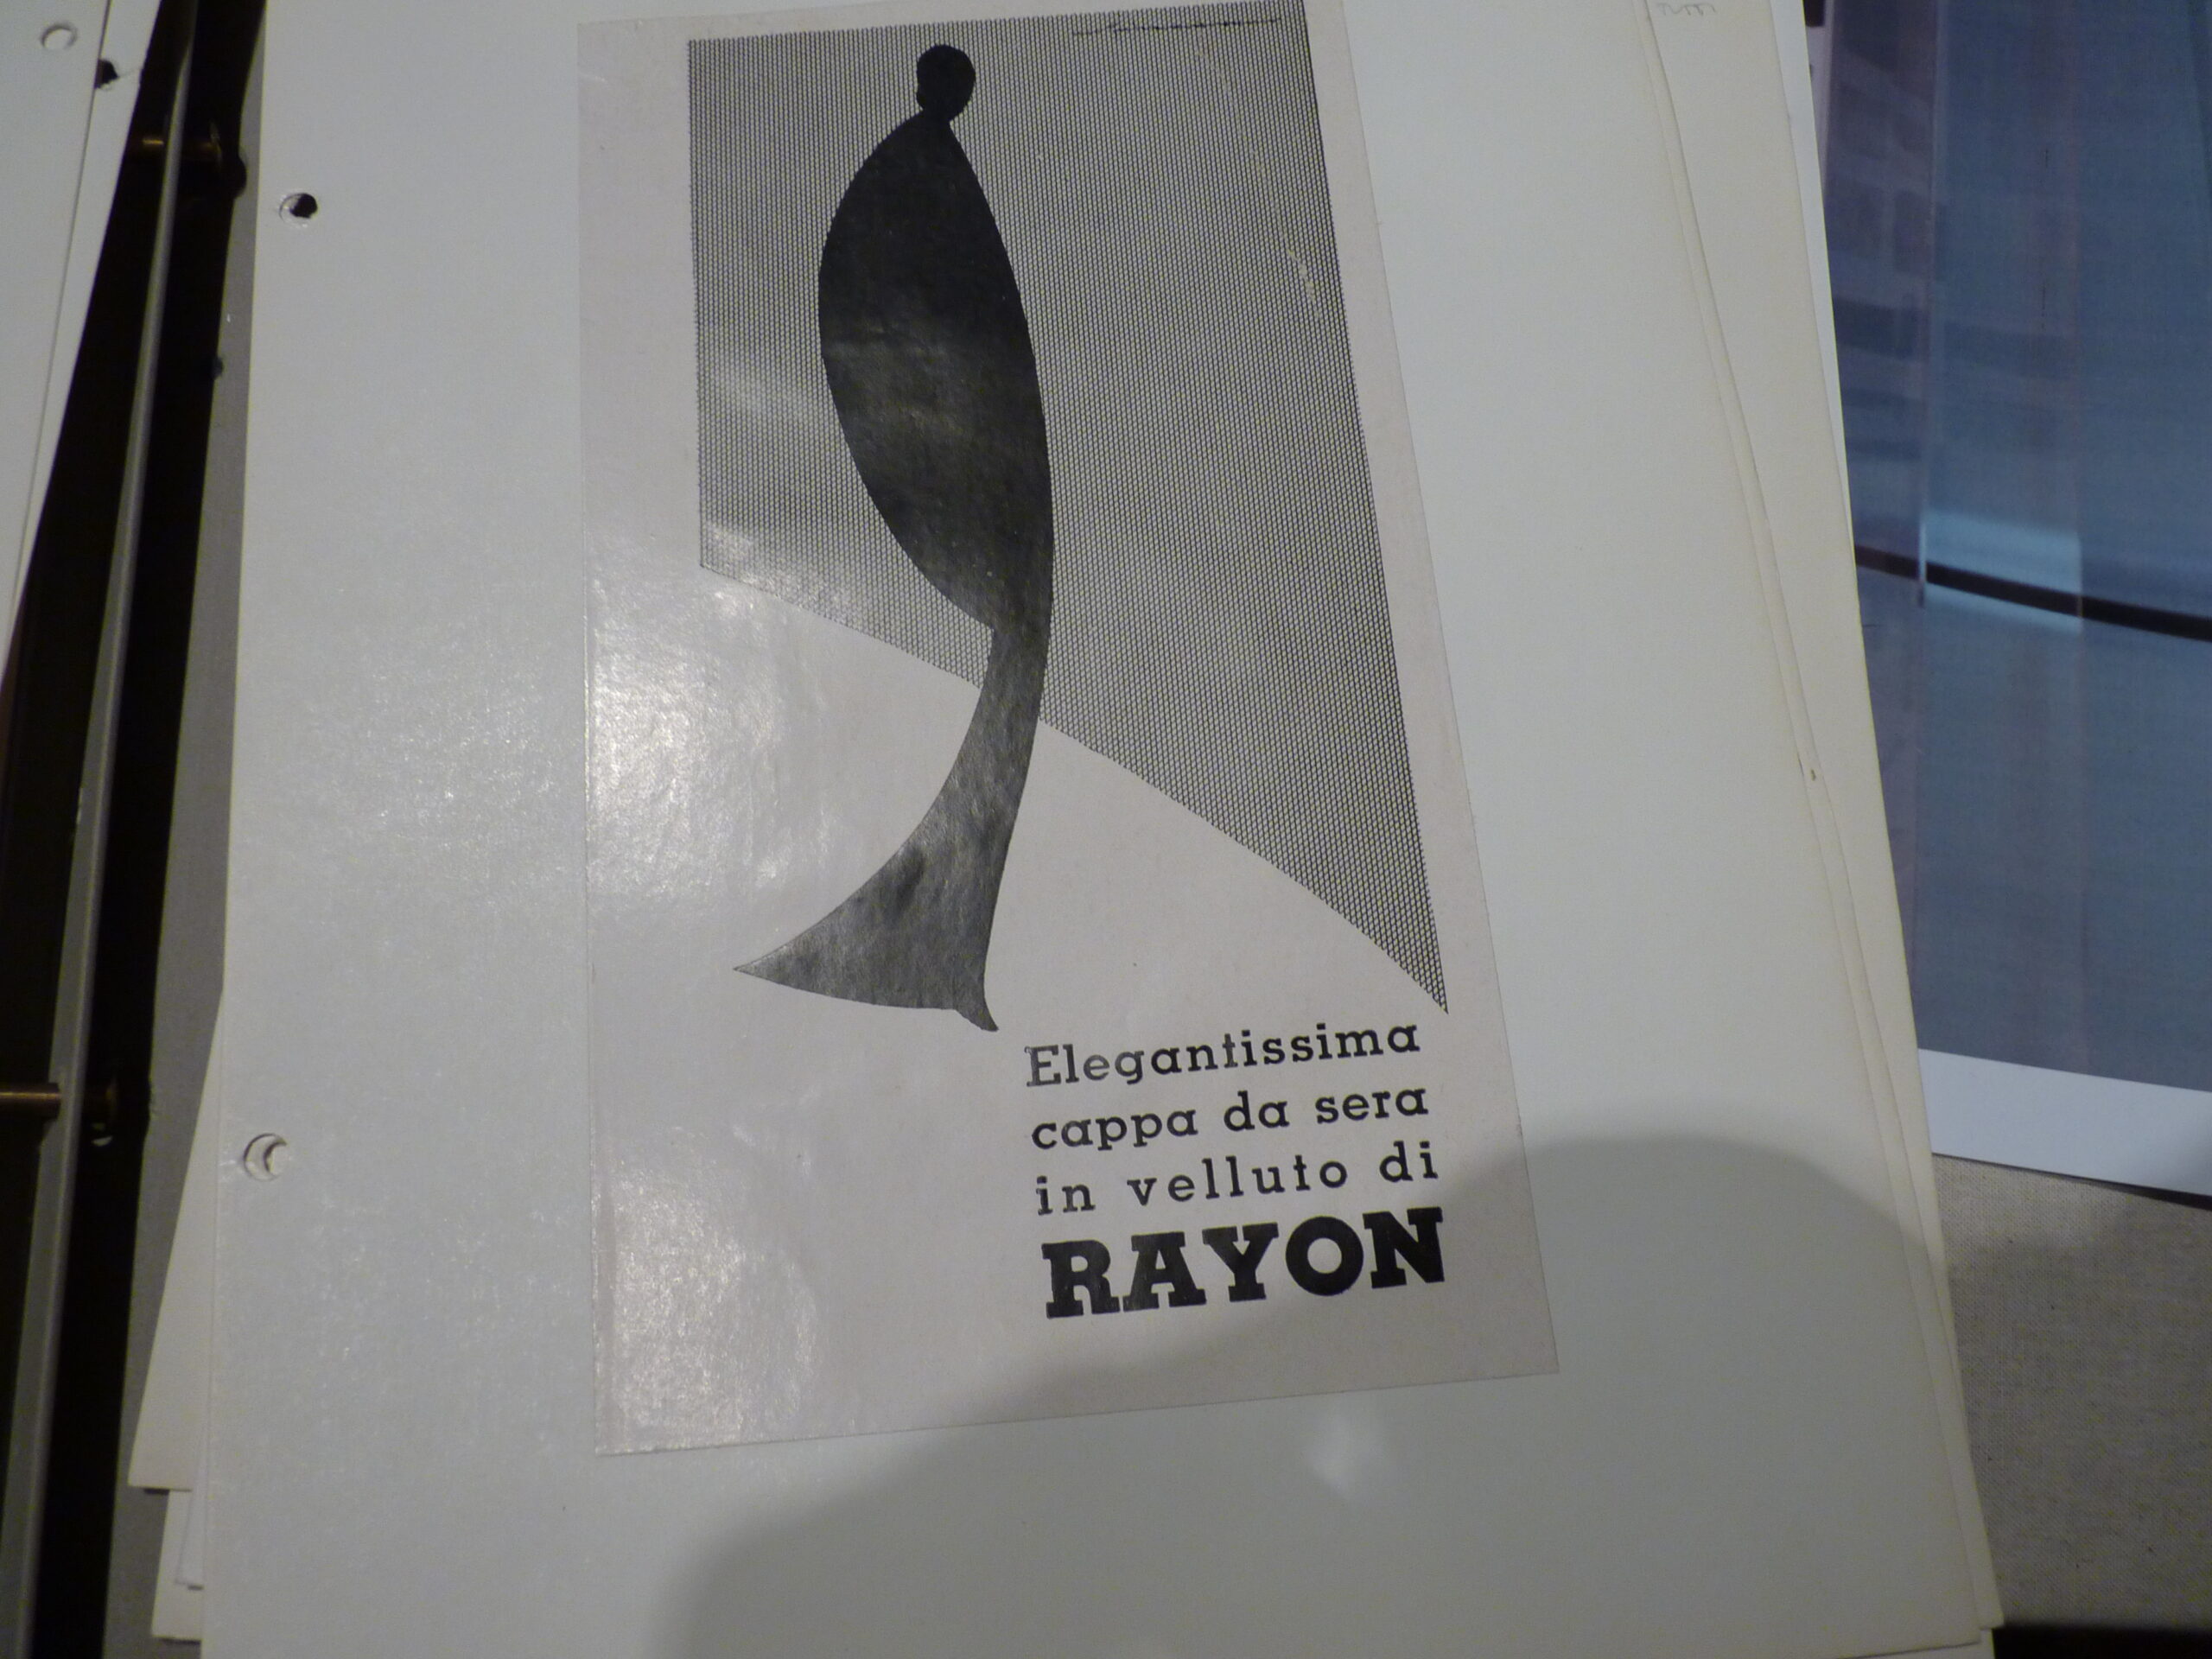 Elegantissima
cappa da sera
in velluto di
RAYON